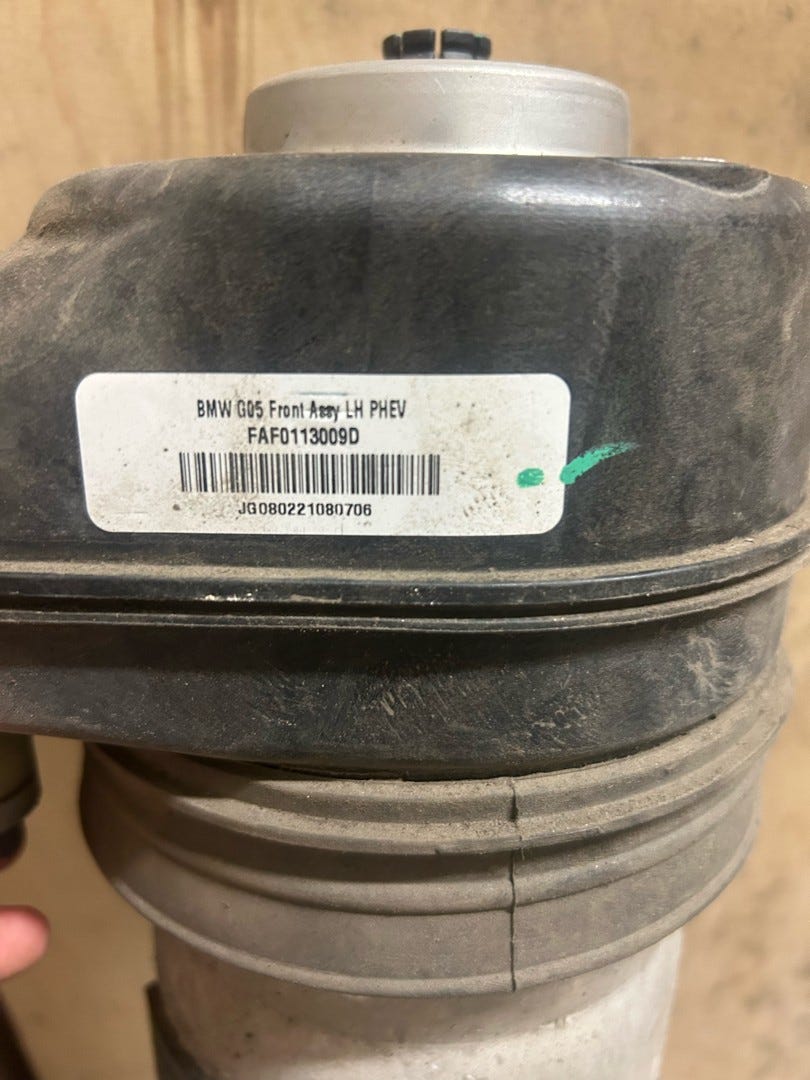 BMW G05 Front Assy LH PHEV
FAF0113009D
JG080221080706